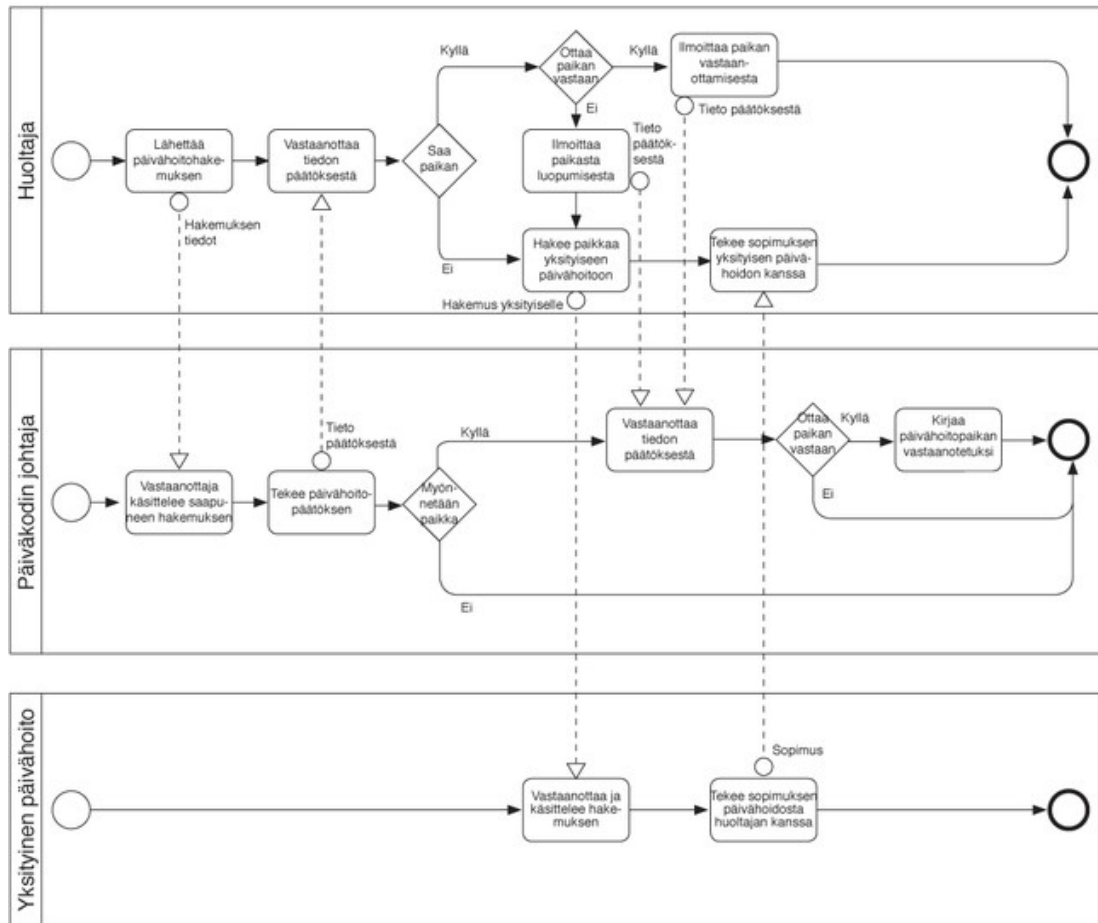 Huoltaja
Lähettää
päivähoitohake-
muksen
Hakemuksen
tiedot
Vastaanottaa
tiedon
päätöksestä
Saa
paikan
Kyllä
Ei
Ottaa
paikan
vastaan
Kyllä
Ei
Ilmoittaa paikan
vastaan-
ottamisesta
Tieto päätöksestä
Ilmoittaa
paikasta
luopumisesta
Tieto
päätök-
sestä
Hakee paikkaa
yksityiseen
päivähoitoon
Hakemus yksityiselle
Tekee sopimuksen
yksityisen päivä-
hoidon kanssa
Päiväkodin johtaja
Vastaanottaja
käsittelee saapu-
neen hakemuksen
Tieto
päätöksestä
Tekee päivähoito-
päätöksen
Myön-
netään
paikka
Kyllä
Ei
Vastaanottaa
tiedon
päätöksestä
Ottaa
paikan
vastaan
Kyllä
Ei
Kirjaa
päivähoitopaikan
vastaanotetuksi
Yksityinen päivähoito
Vastaanottaa ja
käsittelee hake-
muksen
Sopimus
Tekee sopimuksen
päivähoidosta
huoltajan kanssa